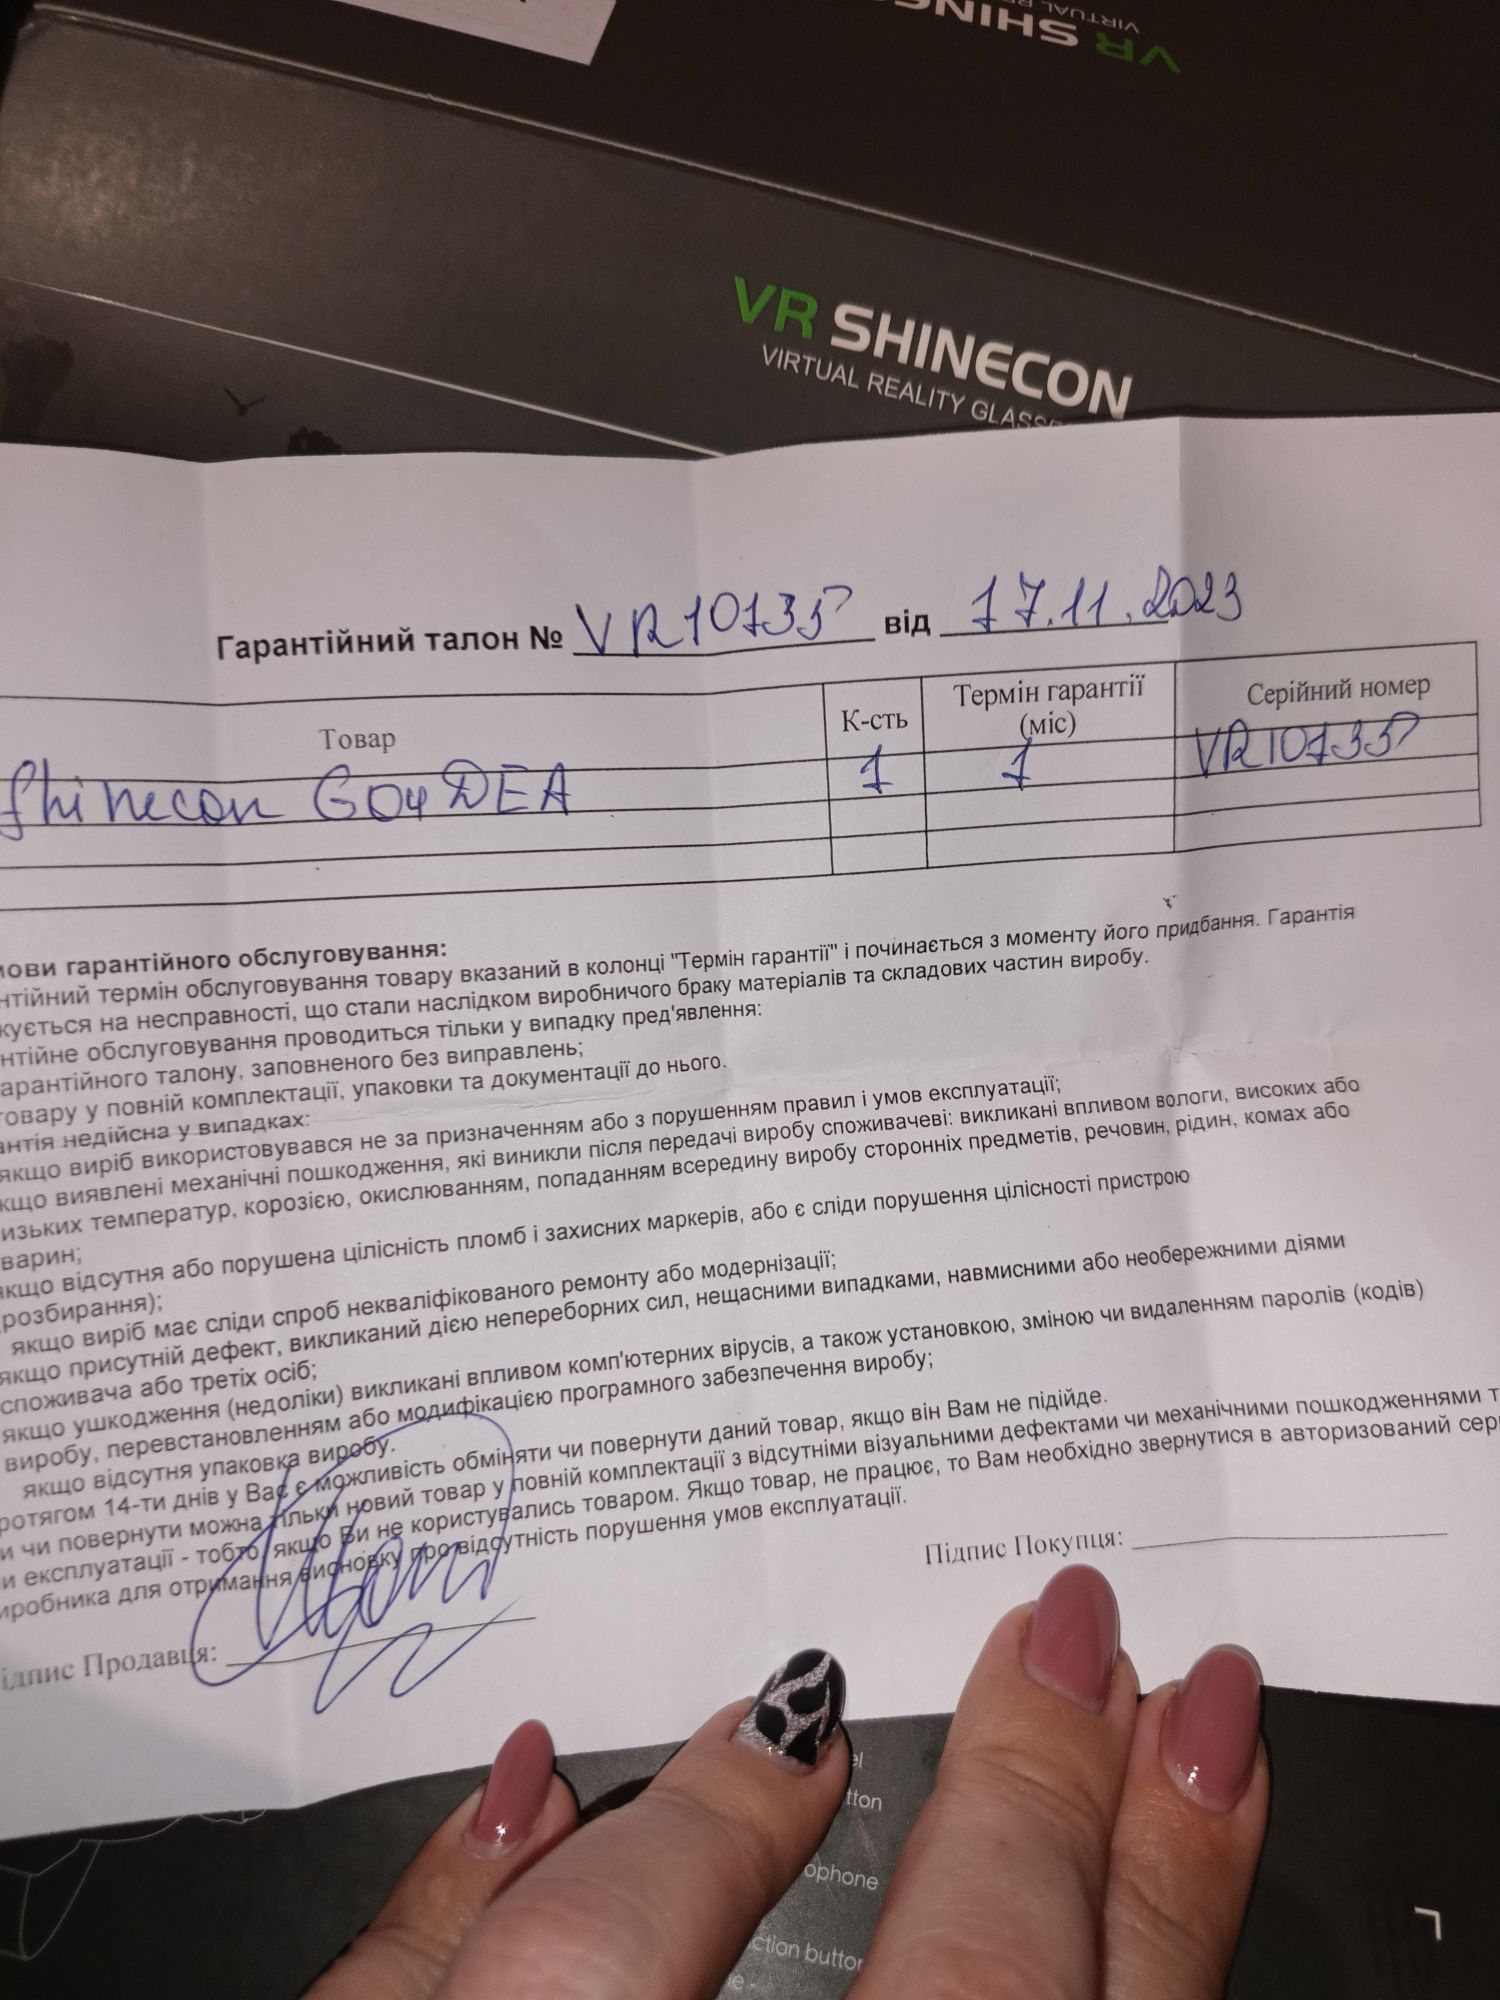 VR SHINECON
VIRTUAL
VR SHINECON
VIRTUAL REALITY
Гарантійний талон № VR10735 від 17.11.2023
Товар К-сть Термін гарантії (міс) Серійний номер
Shinecon G04DEA 1 1 VR10735
мови гарантійного обслуговування:
нтійний термін обслуговування товару вказаний в колонці "Термін гарантії" і починається з моменту його придбання. Гарантія
жується на несправності, що стали наслідком виробничого браку матеріалів та складових частин виробу.
нтійне обслуговування проводиться тільки у випадку пред'явлення:
арантійного талону, заповненого без виправлень;
товару у повній комплектації, упаковки та документації до нього.
антія недійсна у випадках:
якщо виріб використовувався не за призначенням або з порушенням правил і умов експлуатації;
кщо виявлені механічні пошкодження, які виникли після передачі виробу споживачеві: викликані впливом вологи, високих або
изьких температур, корозією, окислюванням, попаданням всередину виробу сторонніх предметів, речовин, рідин, комах або
варин;
якщо відсутня або порушена цілісність пломб і захисних маркерів, або є сліди порушення цілісності пристрою
(розбирання);
якщо виріб має сліди спроб некваліфікованого ремонту або модернізації;
якщо присутній дефект, викликаний дією непереборних сил, нещасними випадками, навмисними або необережними діями
споживача або третіх осіб;
якщо ушкодження (недоліки) викликані впливом комп'ютерних вірусів, а також установкою, зміною чи видаленням паролів (кодів)
виробу, перевстановленням або модифікацією програмного забезпечення виробу;
якщо відсутня упаковка виробу.
ротягом 14-ти днів у Вас є можливість обміняти чи повернути даний товар, якщо він Вам не підійде.
и чи повернути можна тільки новий товар у повній комплектації з відсутніми візуальними дефектами чи механічними пошкодженнями т
и експлуатації - тобто, якщо Ви не користувались товаром. Якщо товар, не працює, то Вам необхідно звернутися в авторизований сер
иробника для отримання висновку про відсутність порушення умов експлуатації.
Підпис Покупця:
ідпис Продавця:
el
tton
ophone
ction button